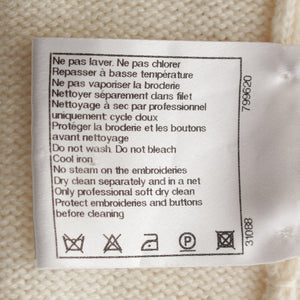 Ne pas laver. Ne pas chlorer
Repasser à basse température
Ne pas vaporiser la broderie
Nettoyer séparement dans filet
Nettoyage à sec par professionnel
uniquement: cycle doux
Protéger la broderie et les boutons
avant nettoyage
Do not wash. Do not bleach
Cool iron
No steam on the embroideries
Dry clean separately and in a net
Only professional soft dry clean
Protect embroideries and buttons
before cleaning
P
799620
31088